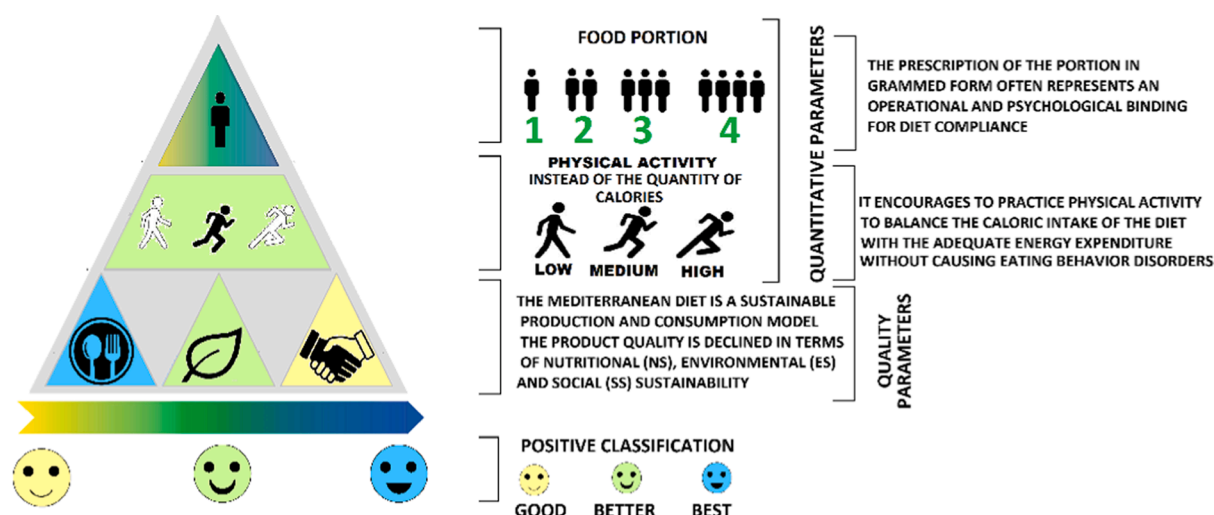 FOOD PORTION
1 2 3 4
PHYSICAL ACTIVITY
INSTEAD OF THE QUANTITY OF
CALORIES
LOW MEDIUM HIGH
THE MEDITERRANEAN DIET IS A SUSTAINABLE
PRODUCTION AND CONSUMPTION MODEL
THE PRODUCT QUALITY IS DECLINED IN TERMS
OF NUTRITIONAL (NS), ENVIRONMENTAL (ES)
AND SOCIAL (SS) SUSTAINABILITY
POSITIVE CLASSIFICATION
GOOD BETTER BEST
QUANTITATIVE PARAMETERS
QUALITY
PARAMETERS
THE PRESCRIPTION OF THE PORTION IN
GRAMMED FORM OFTEN REPRESENTS AN
OPERATIONAL AND PSYCHOLOGICAL BINDING
FOR DIET COMPLIANCE
IT ENCOURAGES TO PRACTICE PHYSICAL ACTIVITY
TO BALANCE THE CALORIC INTAKE OF THE DIET
WITH THE ADEQUATE ENERGY EXPENDITURE
WITHOUT CAUSING EATING BEHAVIOR DISORDERS